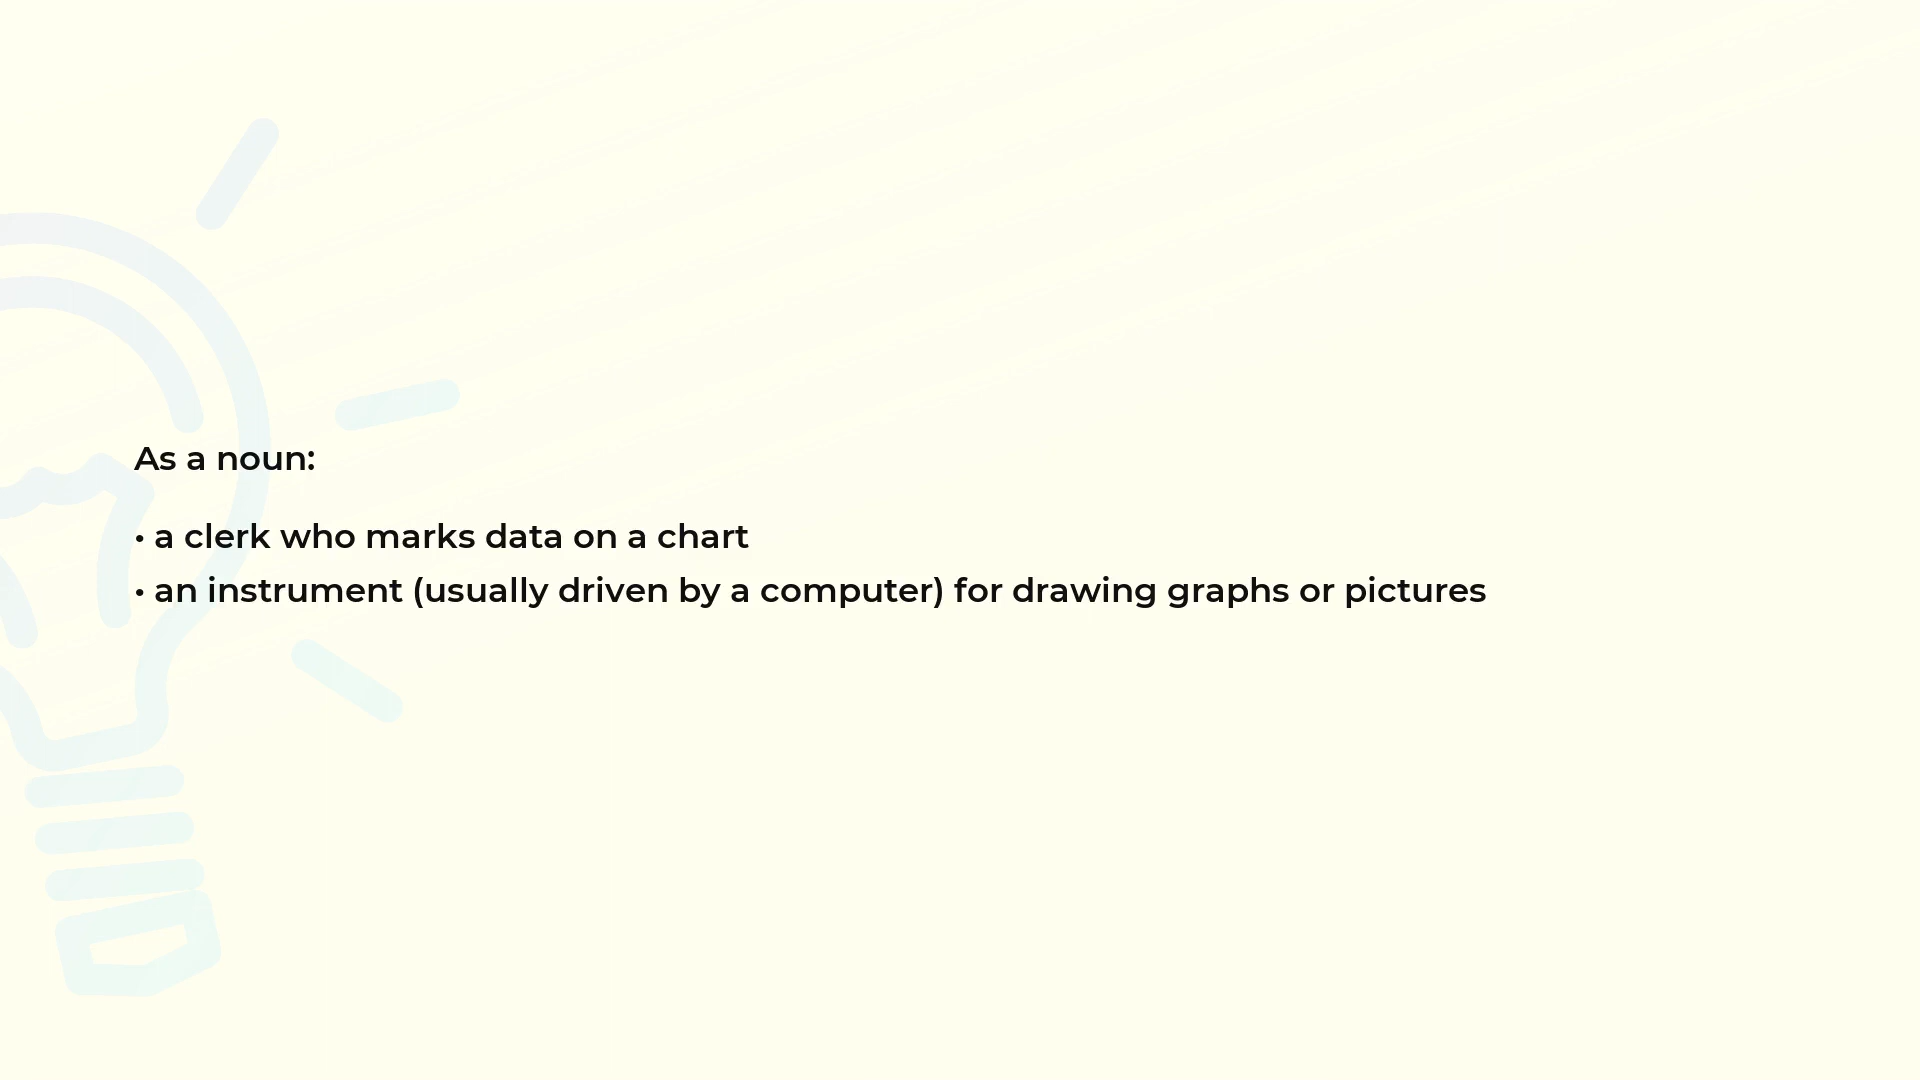 As a noun:
• a clerk who marks data on a chart
• an instrument (usually driven by a computer) for drawing graphs or pictures